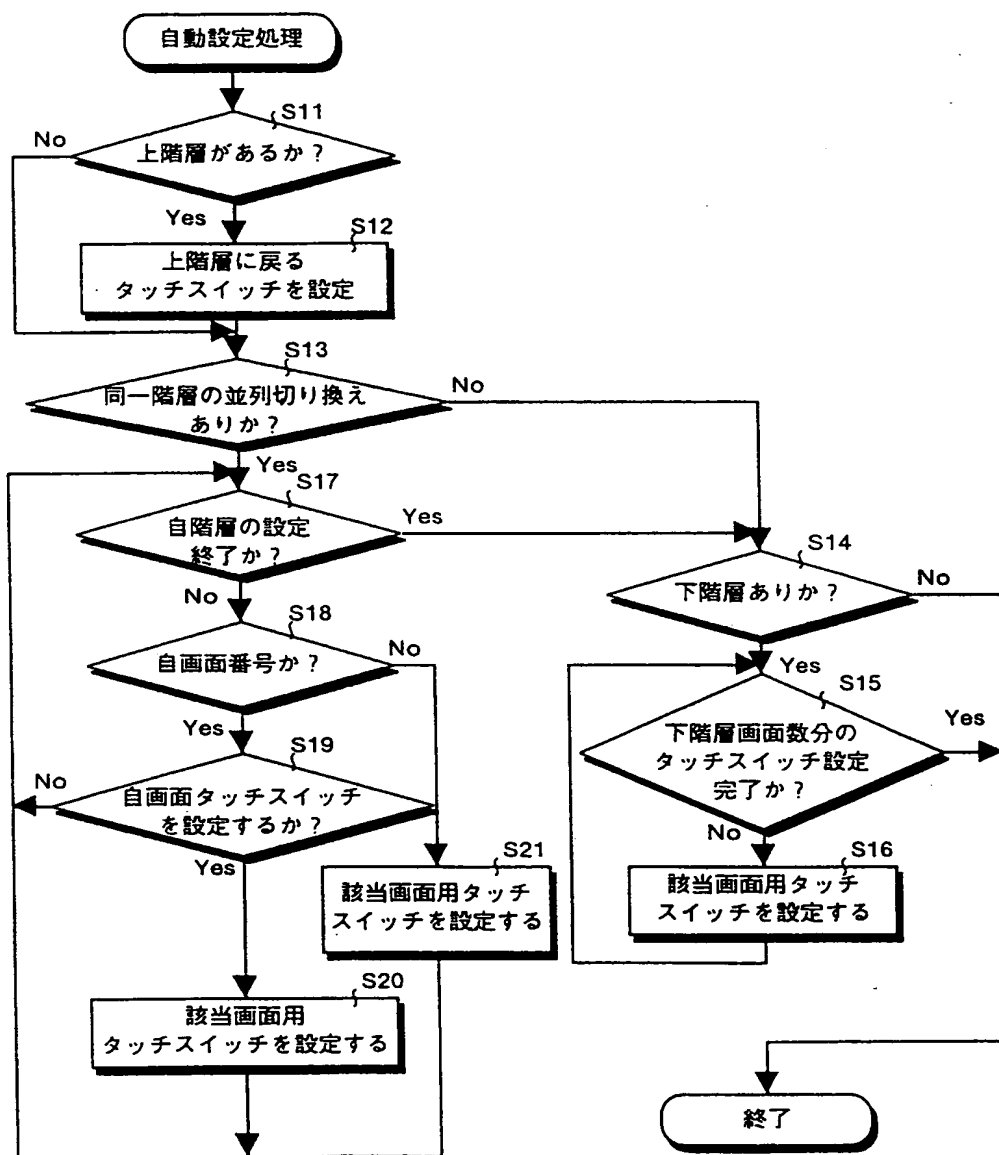 自動設定処理
S11
No
上階層があるか?
Yes
S12
上階層に戻る
タッチスイッチを設定
S13
No
同一階層の並列切り換え
ありか?
Yes
S17
Yes
自階層の設定
終了か?
No
S18
No
自画面番号か?
Yes
S19
No
自画面タッチスイッチ
を設定するか?
Yes
S21
該当画面用タッチ
スイッチを設定する
S20
該当画面用
タッチスイッチを設定する
S14
No
下階層ありか?
Yes
S15
Yes
下階層画面数分の
タッチスイッチ設定
完了か?
No
S16
該当画面用タッチ
スイッチを設定する
終了